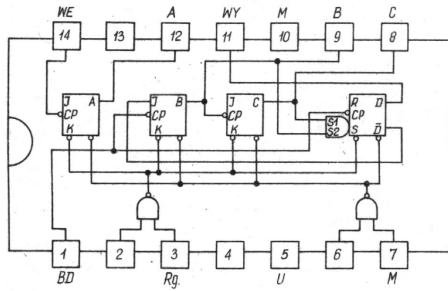 WE A WY M B C
14 13 12 11 10 9 8
J A J B J C R D
CP CP CP CP
K K K S D̅
S1
S2
1 2 3 4 5 6 7
BD Rg. U M